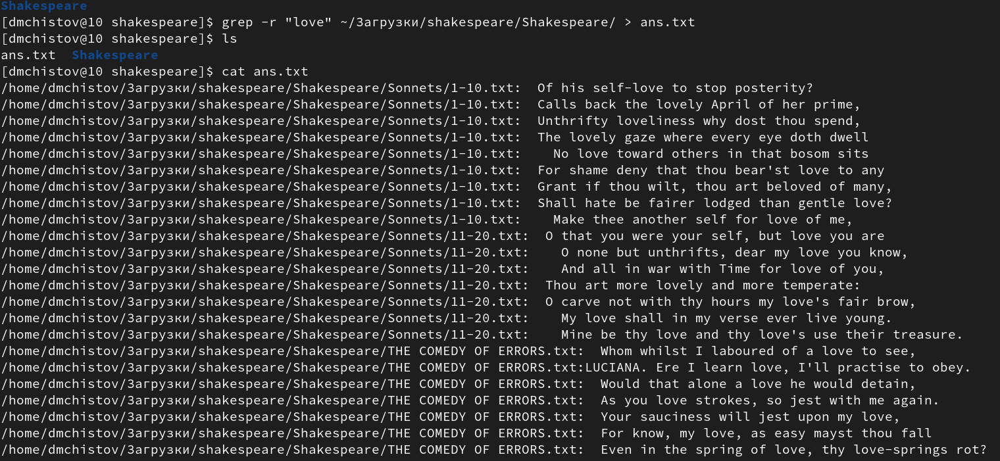 Shakespeare
[dmchistov@10 shakespeare]$ grep -r "love" ~/Загрузки/shakespeare/Shakespeare/ > ans.txt
[dmchistov@10 shakespeare]$ ls
ans.txt  Shakespeare
[dmchistov@10 shakespeare]$ cat ans.txt
/home/dmchistov/Загрузки/shakespeare/Shakespeare/Sonnets/1-10.txt:  Of his self-love to stop posterity?
/home/dmchistov/Загрузки/shakespeare/Shakespeare/Sonnets/1-10.txt:  Calls back the lovely April of her prime,
/home/dmchistov/Загрузки/shakespeare/Shakespeare/Sonnets/1-10.txt:  Unthrifty loveliness why dost thou spend,
/home/dmchistov/Загрузки/shakespeare/Shakespeare/Sonnets/1-10.txt:  The lovely gaze where every eye doth dwell
/home/dmchistov/Загрузки/shakespeare/Shakespeare/Sonnets/1-10.txt:    No love toward others in that bosom sits
/home/dmchistov/Загрузки/shakespeare/Shakespeare/Sonnets/1-10.txt:  For shame deny that thou bear'st love to any
/home/dmchistov/Загрузки/shakespeare/Shakespeare/Sonnets/1-10.txt:  Grant if thou wilt, thou art beloved of many,
/home/dmchistov/Загрузки/shakespeare/Shakespeare/Sonnets/1-10.txt:  Shall hate be fairer lodged than gentle love?
/home/dmchistov/Загрузки/shakespeare/Shakespeare/Sonnets/1-10.txt:    Make thee another self for love of me,
/home/dmchistov/Загрузки/shakespeare/Shakespeare/Sonnets/11-20.txt:  O that you were your self, but love you are
/home/dmchistov/Загрузки/shakespeare/Shakespeare/Sonnets/11-20.txt:    O none but unthrifts, dear my love you know,
/home/dmchistov/Загрузки/shakespeare/Shakespeare/Sonnets/11-20.txt:    And all in war with Time for love of you,
/home/dmchistov/Загрузки/shakespeare/Shakespeare/Sonnets/11-20.txt:  Thou art more lovely and more temperate:
/home/dmchistov/Загрузки/shakespeare/Shakespeare/Sonnets/11-20.txt:  O carve not with thy hours my love's fair brow,
/home/dmchistov/Загрузки/shakespeare/Shakespeare/Sonnets/11-20.txt:    My love shall in my verse ever live young.
/home/dmchistov/Загрузки/shakespeare/Shakespeare/Sonnets/11-20.txt:    Mine be thy love and thy love's use their treasure.
/home/dmchistov/Загрузки/shakespeare/Shakespeare/THE COMEDY OF ERRORS.txt:  Whom whilst I laboured of a love to see,
/home/dmchistov/Загрузки/shakespeare/Shakespeare/THE COMEDY OF ERRORS.txt:LUCIANA. Ere I learn love, I'll practise to obey.
/home/dmchistov/Загрузки/shakespeare/Shakespeare/THE COMEDY OF ERRORS.txt:  Would that alone a love he would detain,
/home/dmchistov/Загрузки/shakespeare/Shakespeare/THE COMEDY OF ERRORS.txt:  As you love strokes, so jest with me again.
/home/dmchistov/Загрузки/shakespeare/Shakespeare/THE COMEDY OF ERRORS.txt:  Your sauciness will jest upon my love,
/home/dmchistov/Загрузки/shakespeare/Shakespeare/THE COMEDY OF ERRORS.txt:  For know, my love, as easy mayst thou fall
/home/dmchistov/Загрузки/shakespeare/Shakespeare/THE COMEDY OF ERRORS.txt:  Even in the spring of love, thy love-springs rot?